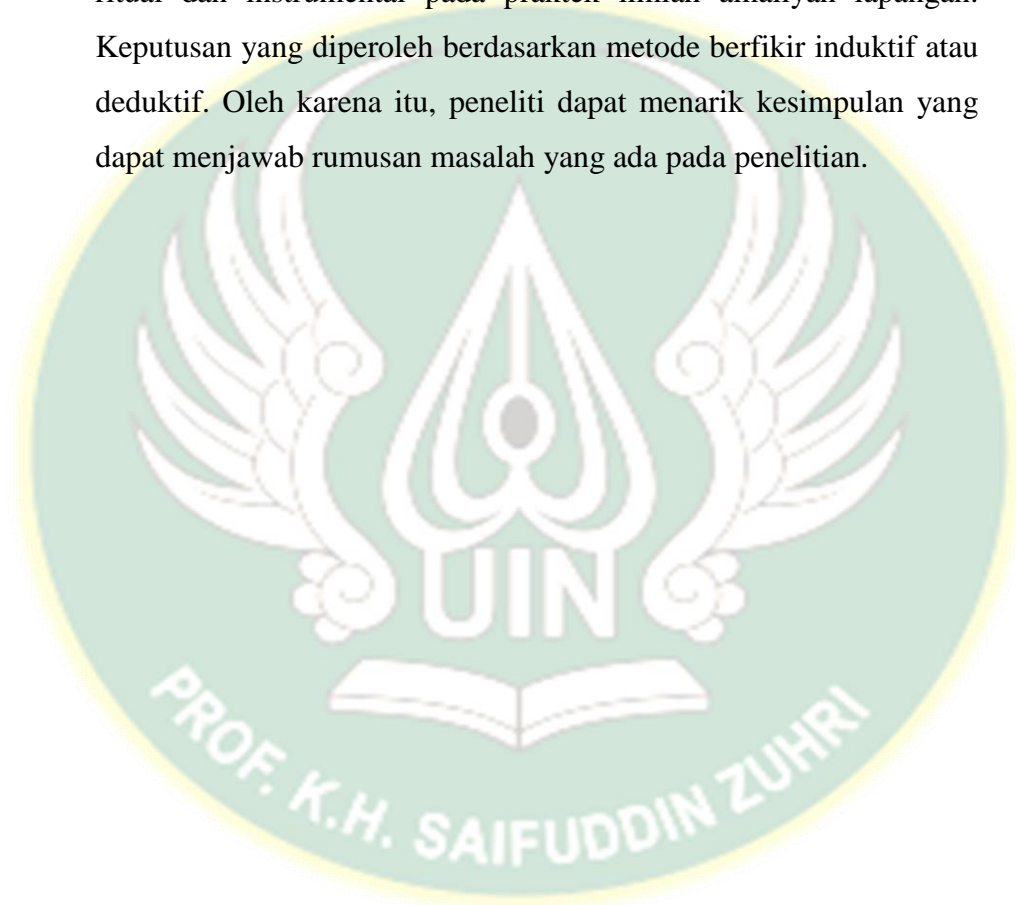 Keputusan yang diperoleh berdasarkan metode berfikir induktif atau
deduktif. Oleh karena itu, peneliti dapat menarik kesimpulan yang
dapat menjawab rumusan masalah yang ada pada penelitian.
UIN
PROF. K.H. SAIFUDDIN ZUHRI